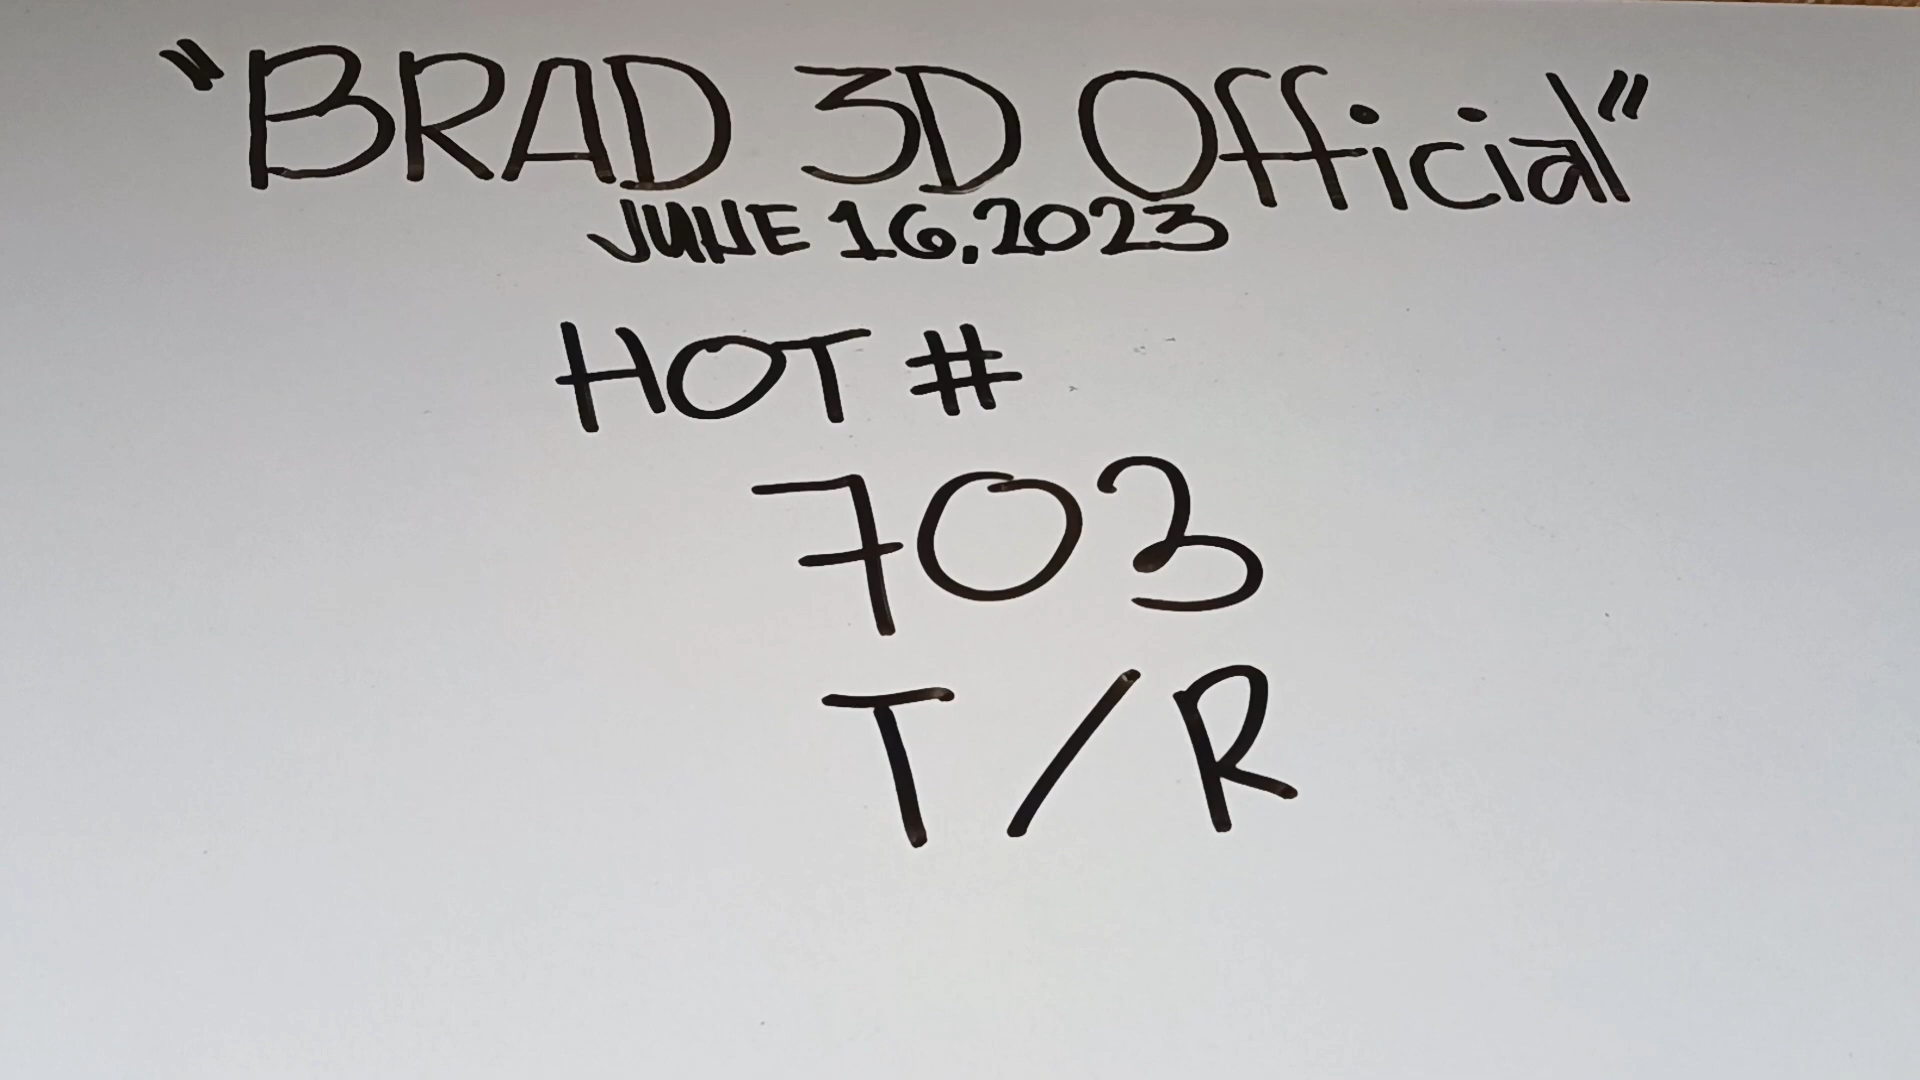 "BRAD 3D Official"
JUNE 16,2023
HOT #
703
T/R